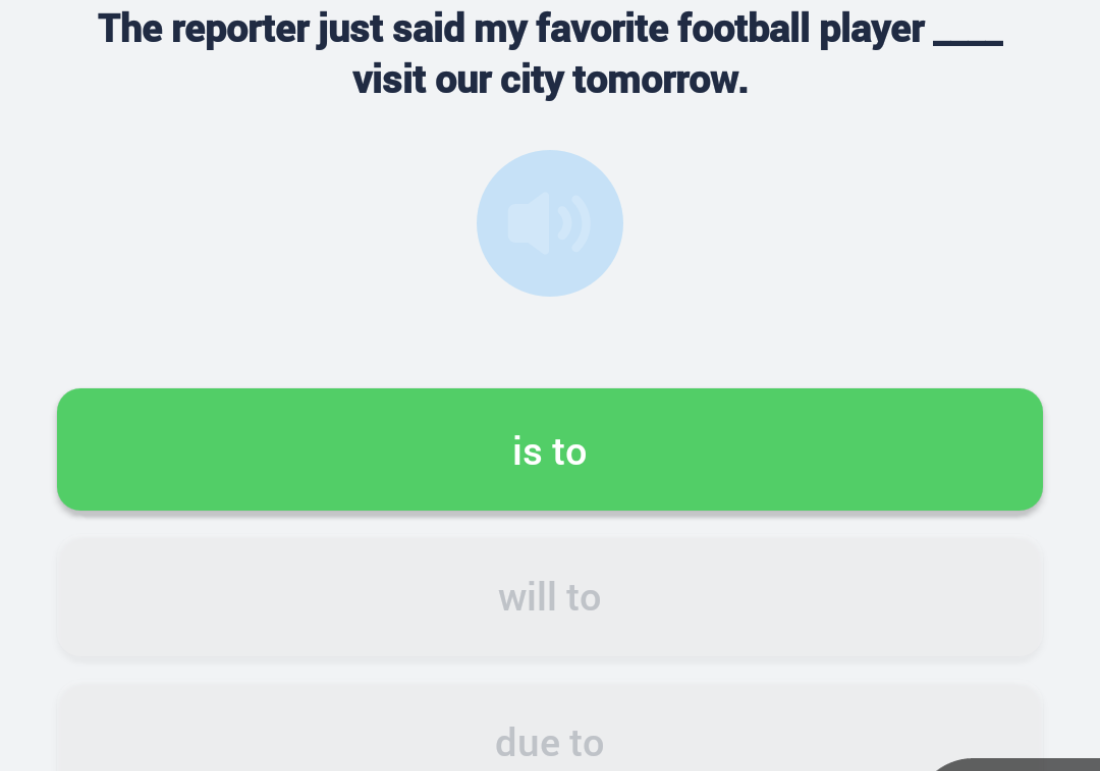 The reporter just said my favorite football player ____
visit our city tomorrow.
is to
will to
due to